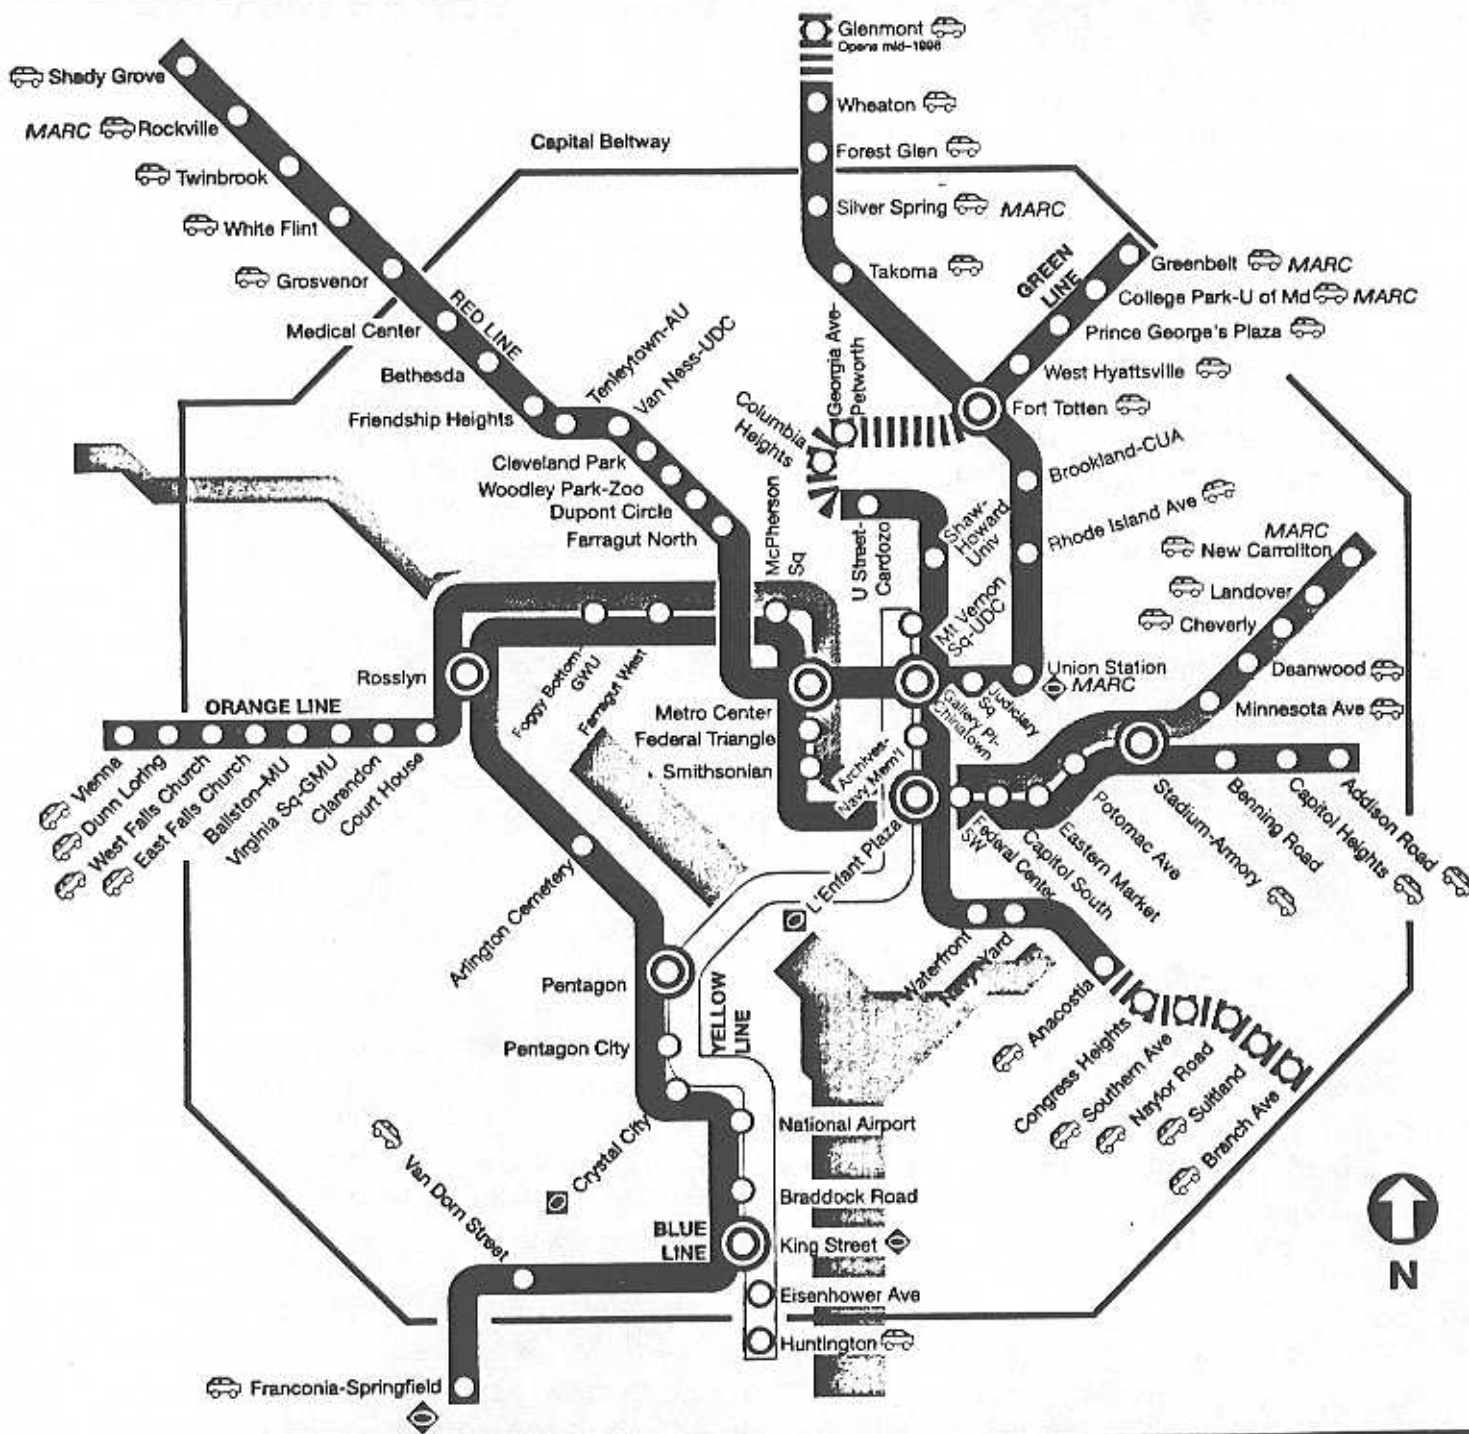 Glenmont
Opens mid-1998
Shady Grove
Wheaton
MARC Rockville
Capital Beltway
Forest Glen
Twinbrook
Silver Spring MARC
White Flint
Takoma
GREEN
LINE
Greenbelt MARC
Grosvenor
College Park-U of Md MARC
RED LINE
Medical Center
Prince George's Plaza
Tenleytown-AU
Van Ness-UDC
Georgia Ave-
Petworth
Bethesda
West Hyattsville
Friendship Heights
Columbia
Heights
Fort Totten
Cleveland Park
Brookland-CUA
Woodley Park-Zoo
Dupont Circle
Farragut North
McPherson
Sq
U Street-
Cardozo
Shaw-
Howard
Univ
Rhode Island Ave
MARC
New Carrollton
Landover
Cheverly
Mt Vernon
Sq-UDC
Rosslyn
Foggy Bottom-
GWU
Farragut West
Union Station
MARC
Deanwood
Minnesota Ave
ORANGE LINE
Metro Center
Gallery Pl-
Chinatown
Judiciary
Sq
Federal Triangle
Smithsonian
Archives-
Navy Mem'l
Vienna
Dunn Loring
West Falls Church
East Falls Church
Ballston-MU
Virginia Sq-GMU
Clarendon
Court House
L'Enfant Plaza
Federal Center
SW
Capitol South
Eastern Market
Potomac Ave
Stadium-Armory
Benning Road
Capitol Heights
Addison Road
Arlington Cemetery
Waterfront
Navy Yard
Pentagon
YELLOW
LINE
Anacostia
Congress Heights
Southern Ave
Naylor Road
Suitland
Branch Ave
Pentagon City
Crystal City
National Airport
Van Dorn Street
Braddock Road
BLUE
LINE
King Street
N
Eisenhower Ave
Huntington
Franconia-Springfield